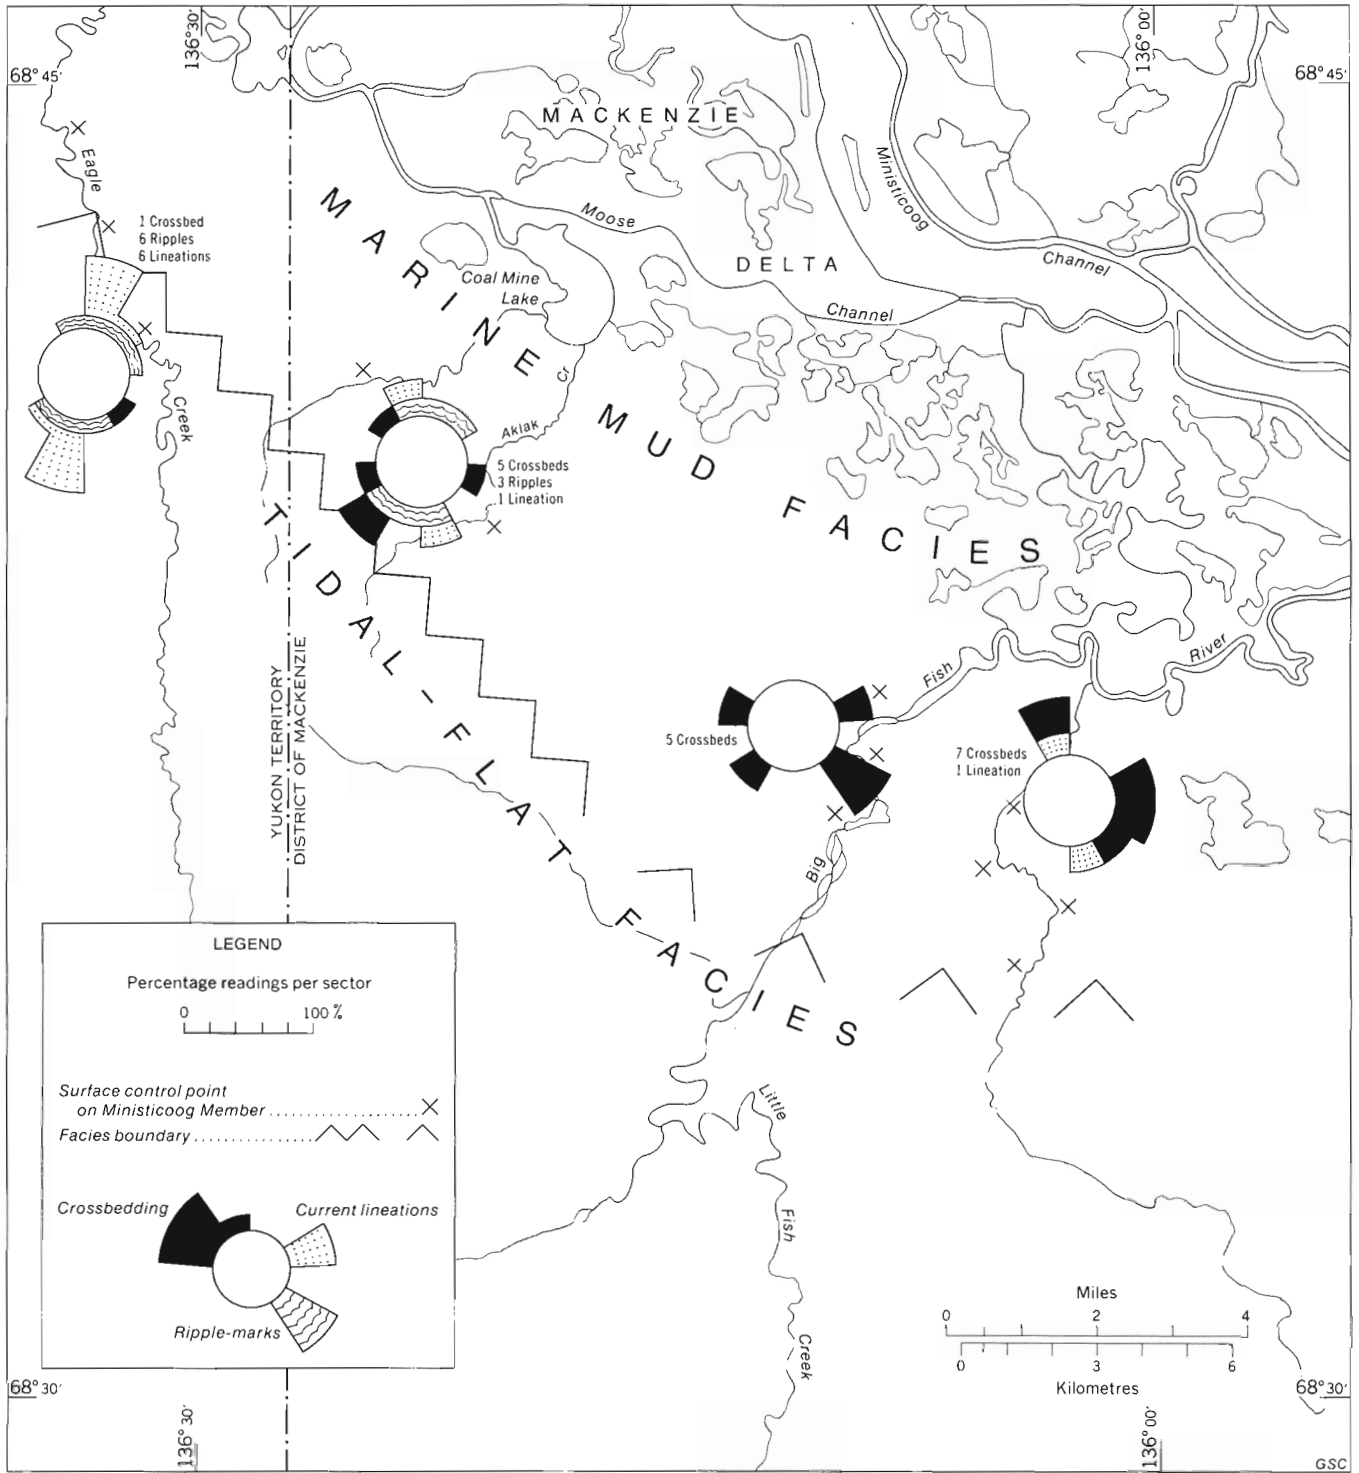 136° 30′
136° 00′
68° 45′
68° 45′
MACKENZIE
Eagle
Ministicoog
MARINE
Moose
1 Crossbed
6 Ripples
6 Lineations
DELTA
Channel
Coal Mine
Lake
Channel
Cr
Creek
MUD
Aklak
5 Crossbeds
3 Ripples
1 Lineation
FACIES
TIDAL-FLAT
River
Fish
YUKON TERRITORY
DISTRICT OF MACKENZIE
5 Crossbeds
7 Crossbeds
1 Lineation
Big
FACIES
LEGEND
Percentage readings per sector
0 100 %
Surface control point
on Ministicoog Member
Facies boundary
Little
Crossbedding
Current lineations
Fish
Ripple-marks
Miles
0 2 4
Creek
0 3 6
Kilometres
68° 30′
68° 30′
136° 30′
136° 00′
GSC